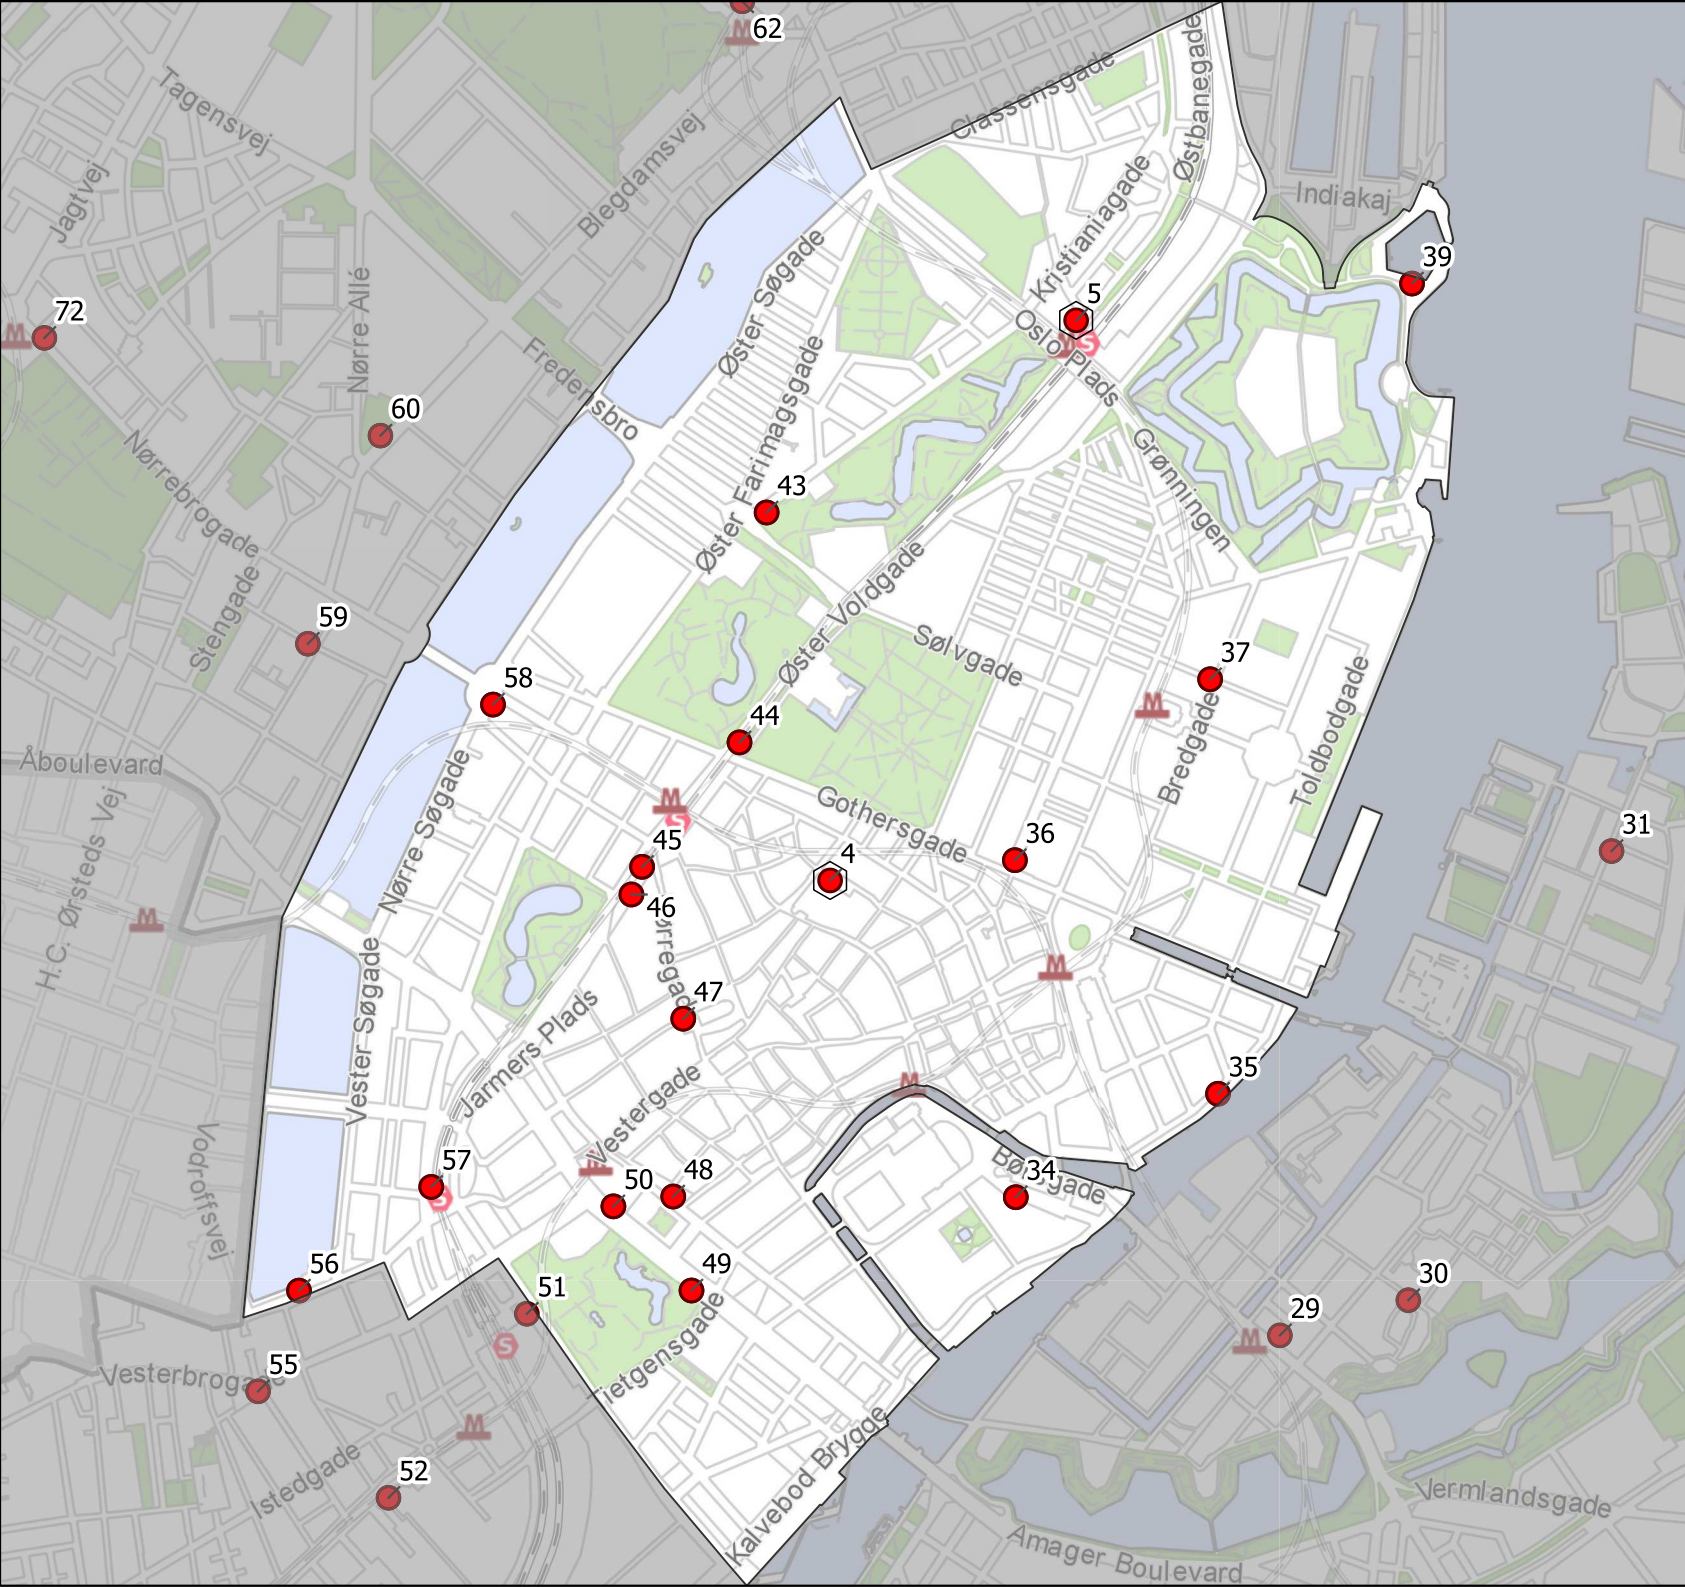 62
Classensgade
Østbanegade
Tagensvej
Blegdamsvej
Jagtvej
Indiakaj
Kristianiagade
Øster Søgade
39
5
72
Nørre Allé
Oslo Plads
Fredensbro
Øster Farimagsgade
60
Nørrebrogade
Grønningen
43
Stengade
Øster Voldgade
59
Sølvgade
37
58
Toldbodgade
44
Bredgade
Åboulevard
Nørre Søgade
H.C. Ørsteds Vej
Gothersgade
45
36
31
4
46
Nørregade
47
Vester Søgade
Jarmers Plads
35
Vestergade
Vodroffsvej
57
48
50
34
Børsgade
56
49
51
30
29
55
Vesterbrogade
Tietgensgade
Istedgade
52
Kalvebod Brygge
Vermlandsgade
Amager Boulevard
M
M
M
M
M
M
M
M
M
M
M
S
S
S
S